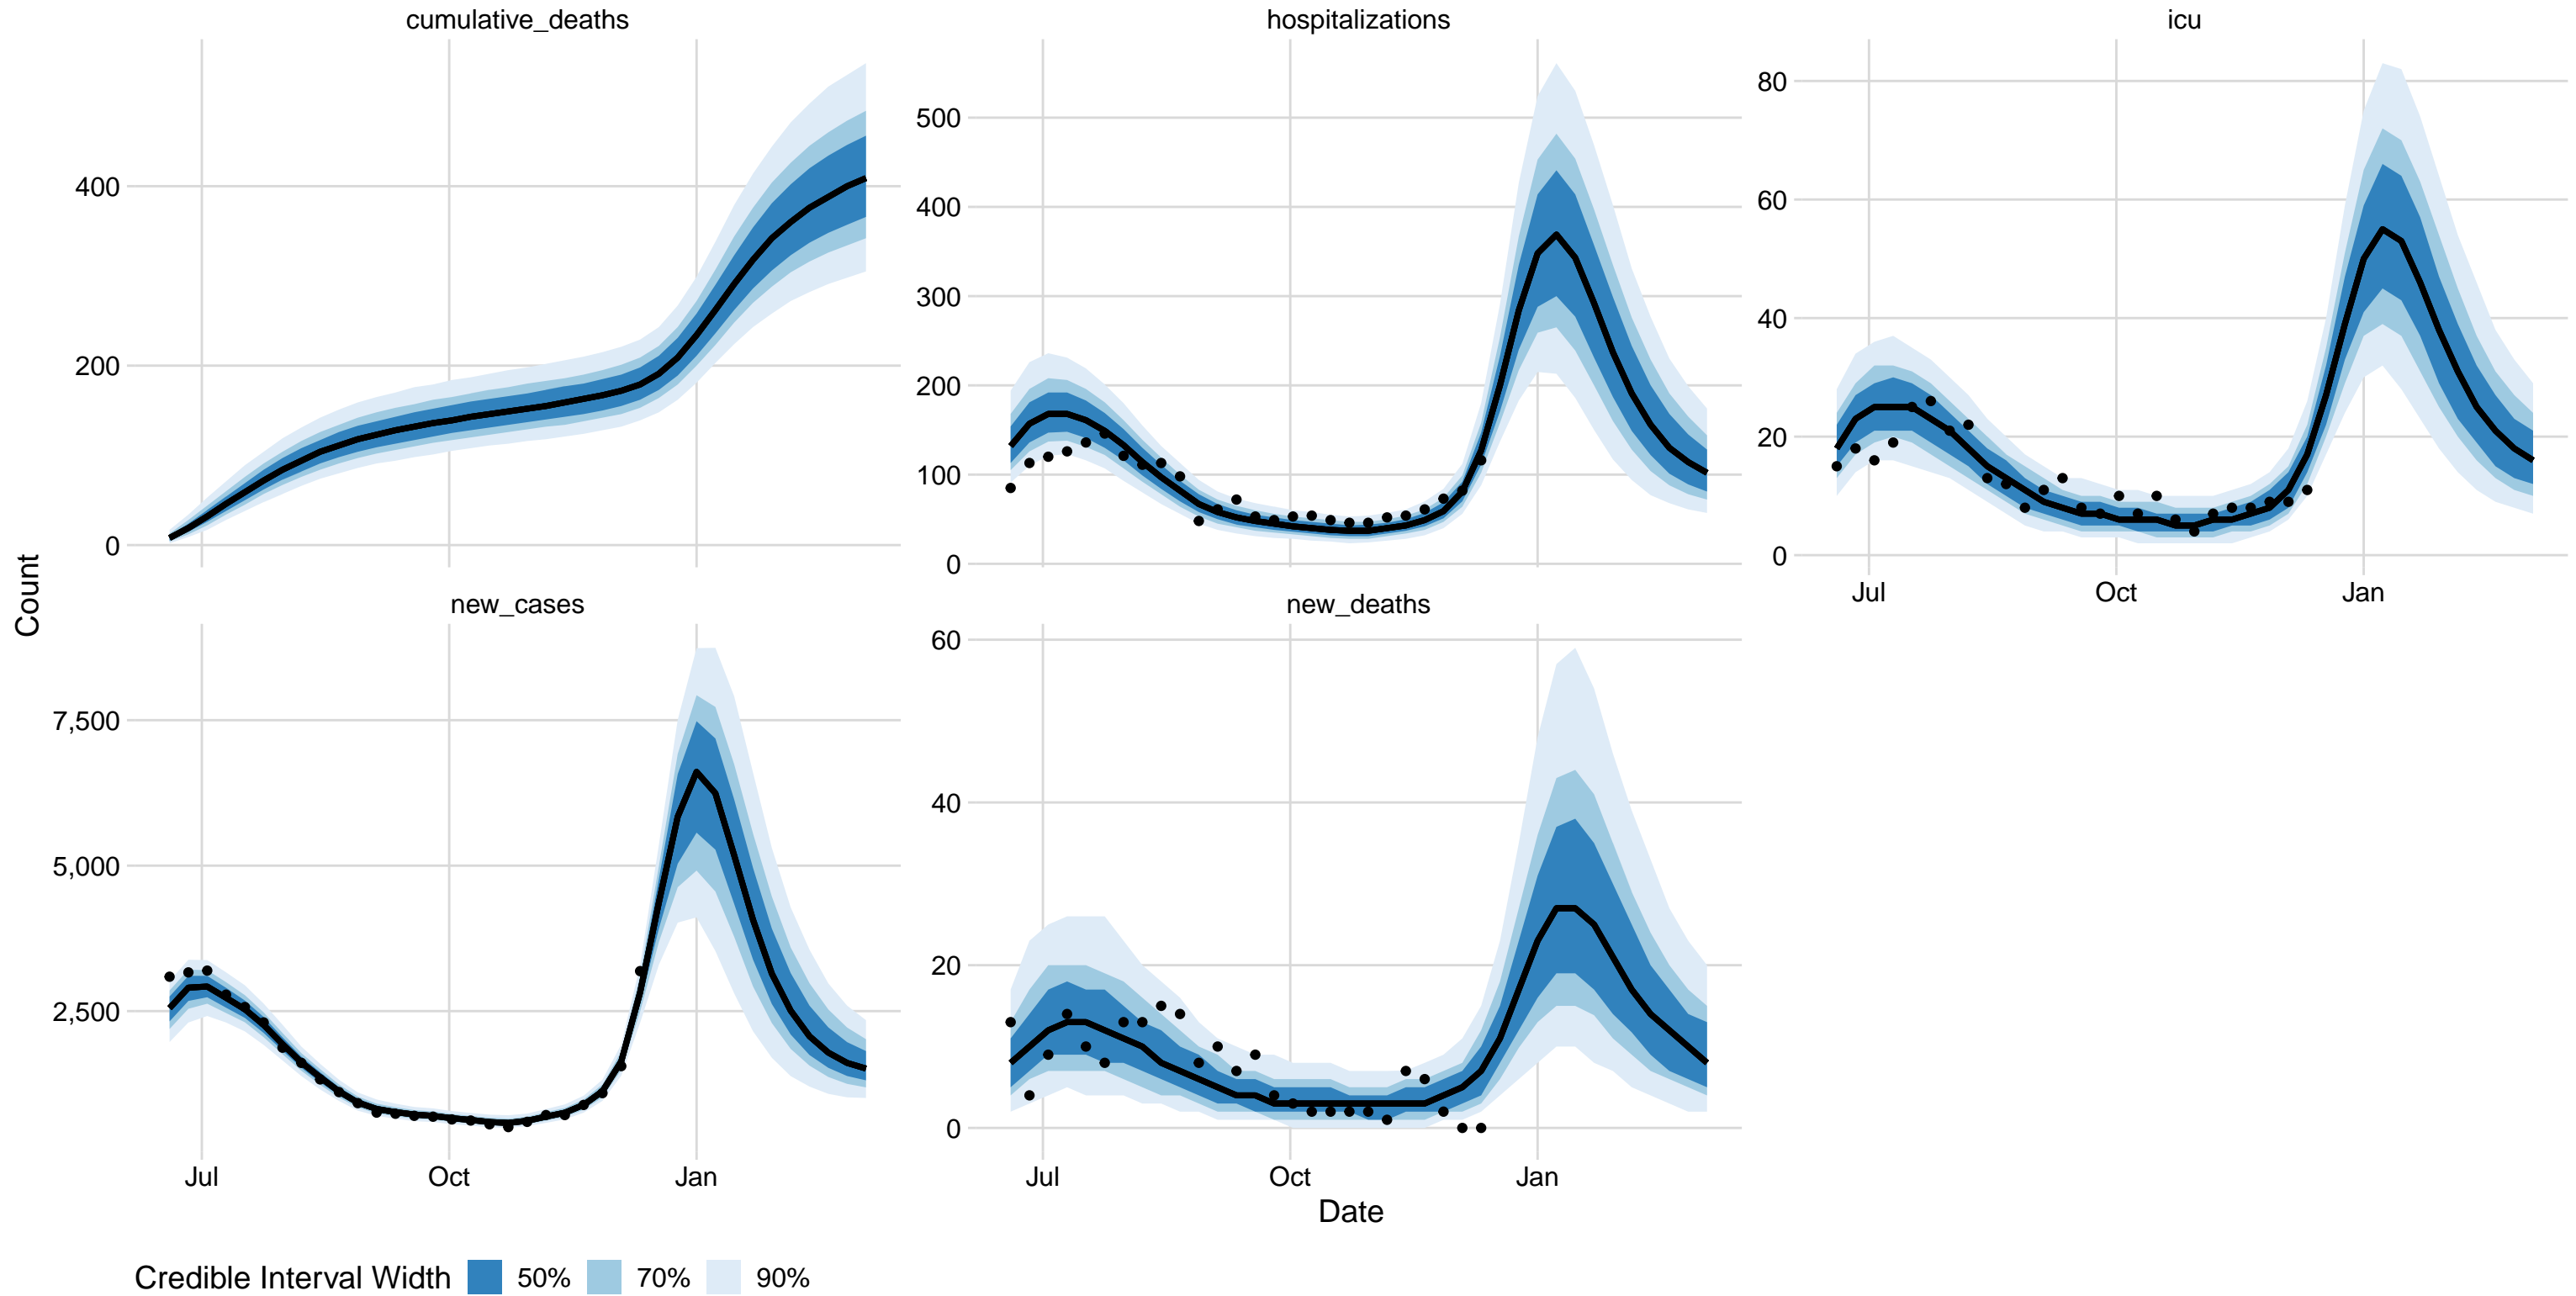 cumulative_deaths
400
200
0
hospitalizations
500
400
300
200
100
0
icu
80
60
40
20
0
Jul Oct Jan
Count
new_cases
7,500
5,000
2,500
Jul Oct Jan
new_deaths
60
40
20
0
Jul Oct Jan
Date
Credible Interval Width 50% 70% 90%